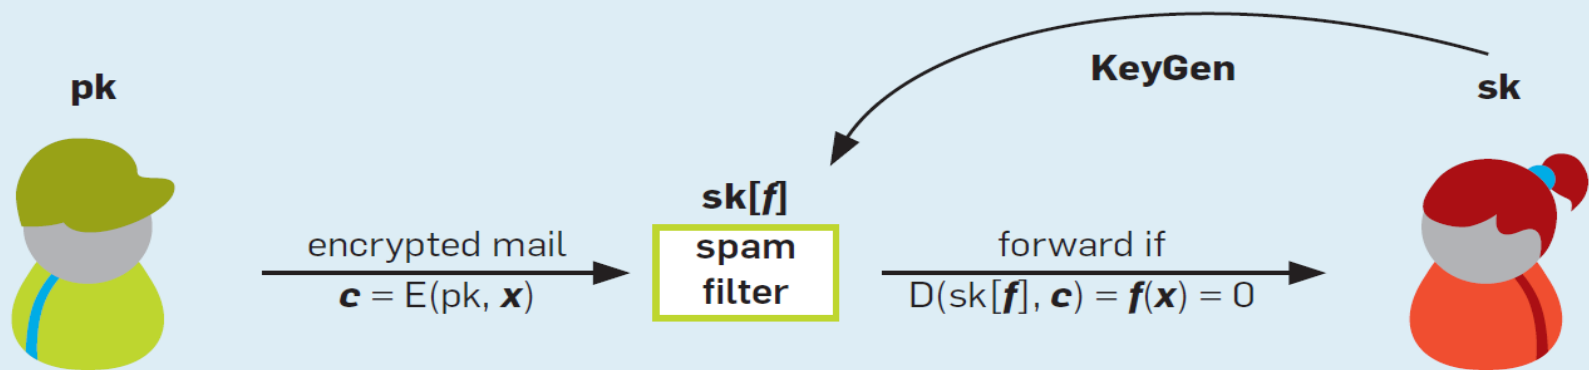 pk
KeyGen
sk
sk[f]
encrypted mail
c = E(pk, x)
spam
filter
forward if
D(sk[f], c) = f(x) = 0